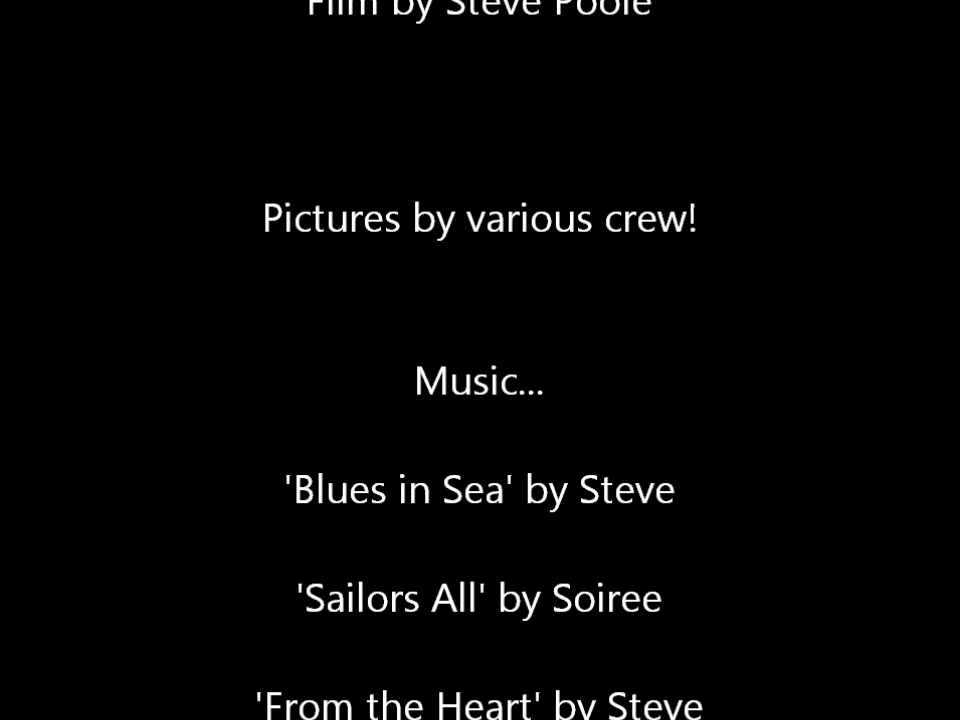 Film by Steve Poole
Pictures by various crew!
Music...
'Blues in Sea' by Steve
'Sailors All' by Soiree
'From the Heart' by Steve